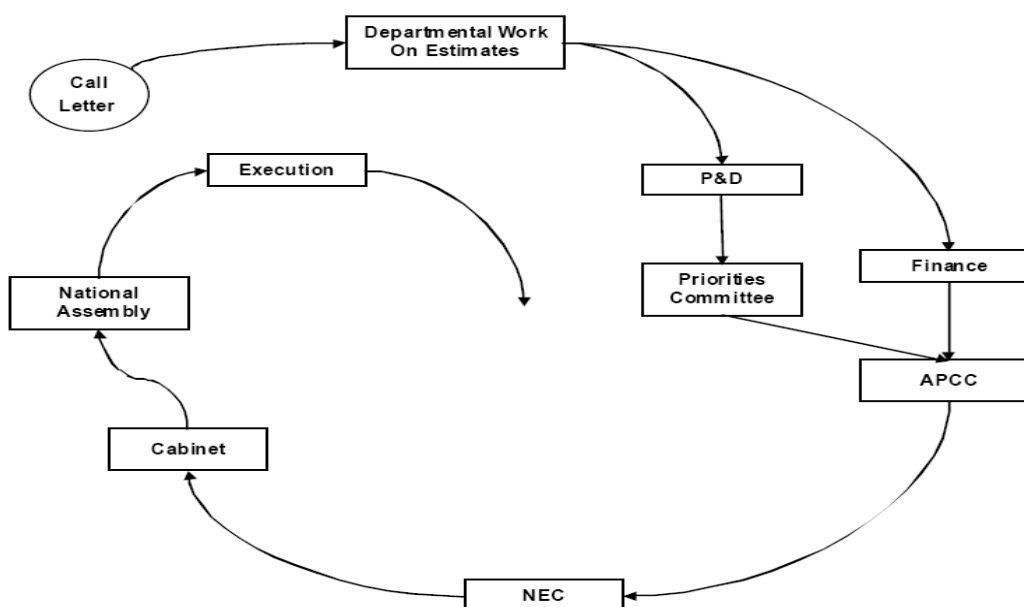 Departmental Work
On Estimates
Call
Letter
Execution
P&D
Finance
National
Assembly
Priorities
Committee
APCC
Cabinet
NEC